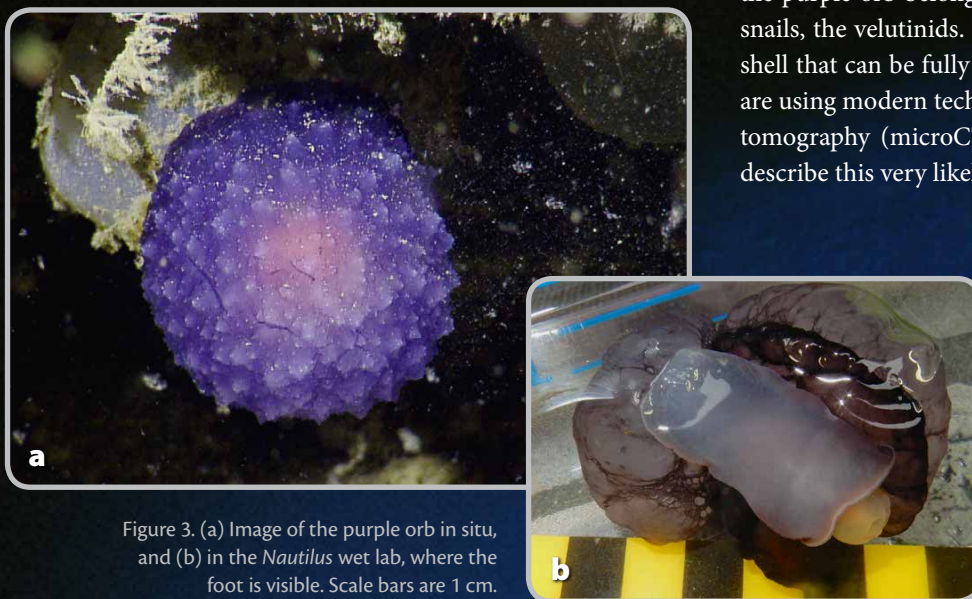 the purple orb belong
snails, the velutinids.
shell that can be fully
are using modern tech
tomography (microC
describe this very like
a
b
Figure 3. (a) Image of the purple orb in situ,
and (b) in the Nautilus wet lab, where the
foot is visible. Scale bars are 1 cm.